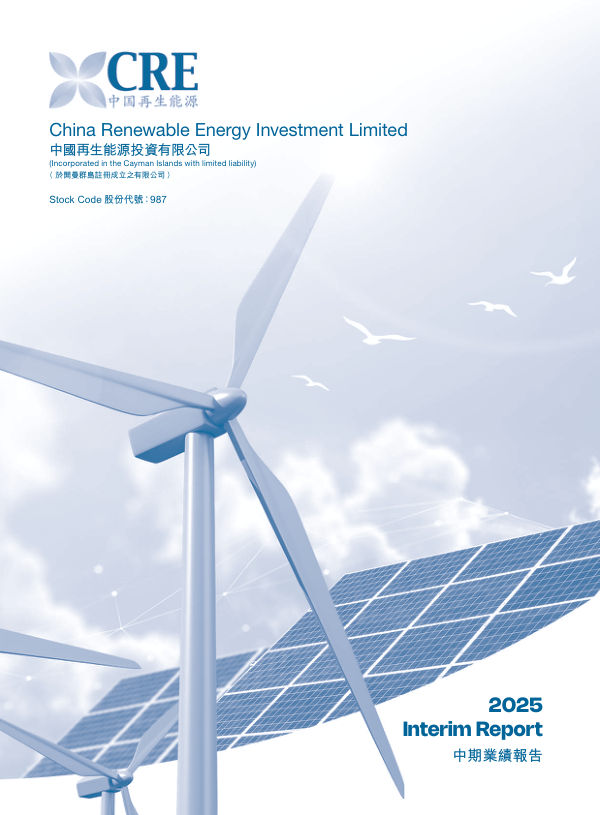 CRE
中国再生能源
China Renewable Energy Investment Limited
中國再生能源投資有限公司
(Incorporated in the Cayman Islands with limited liability)
（於開曼群島註冊成立之有限公司）
Stock Code 股份代號 : 987
2025
Interim Report
中期業績報告